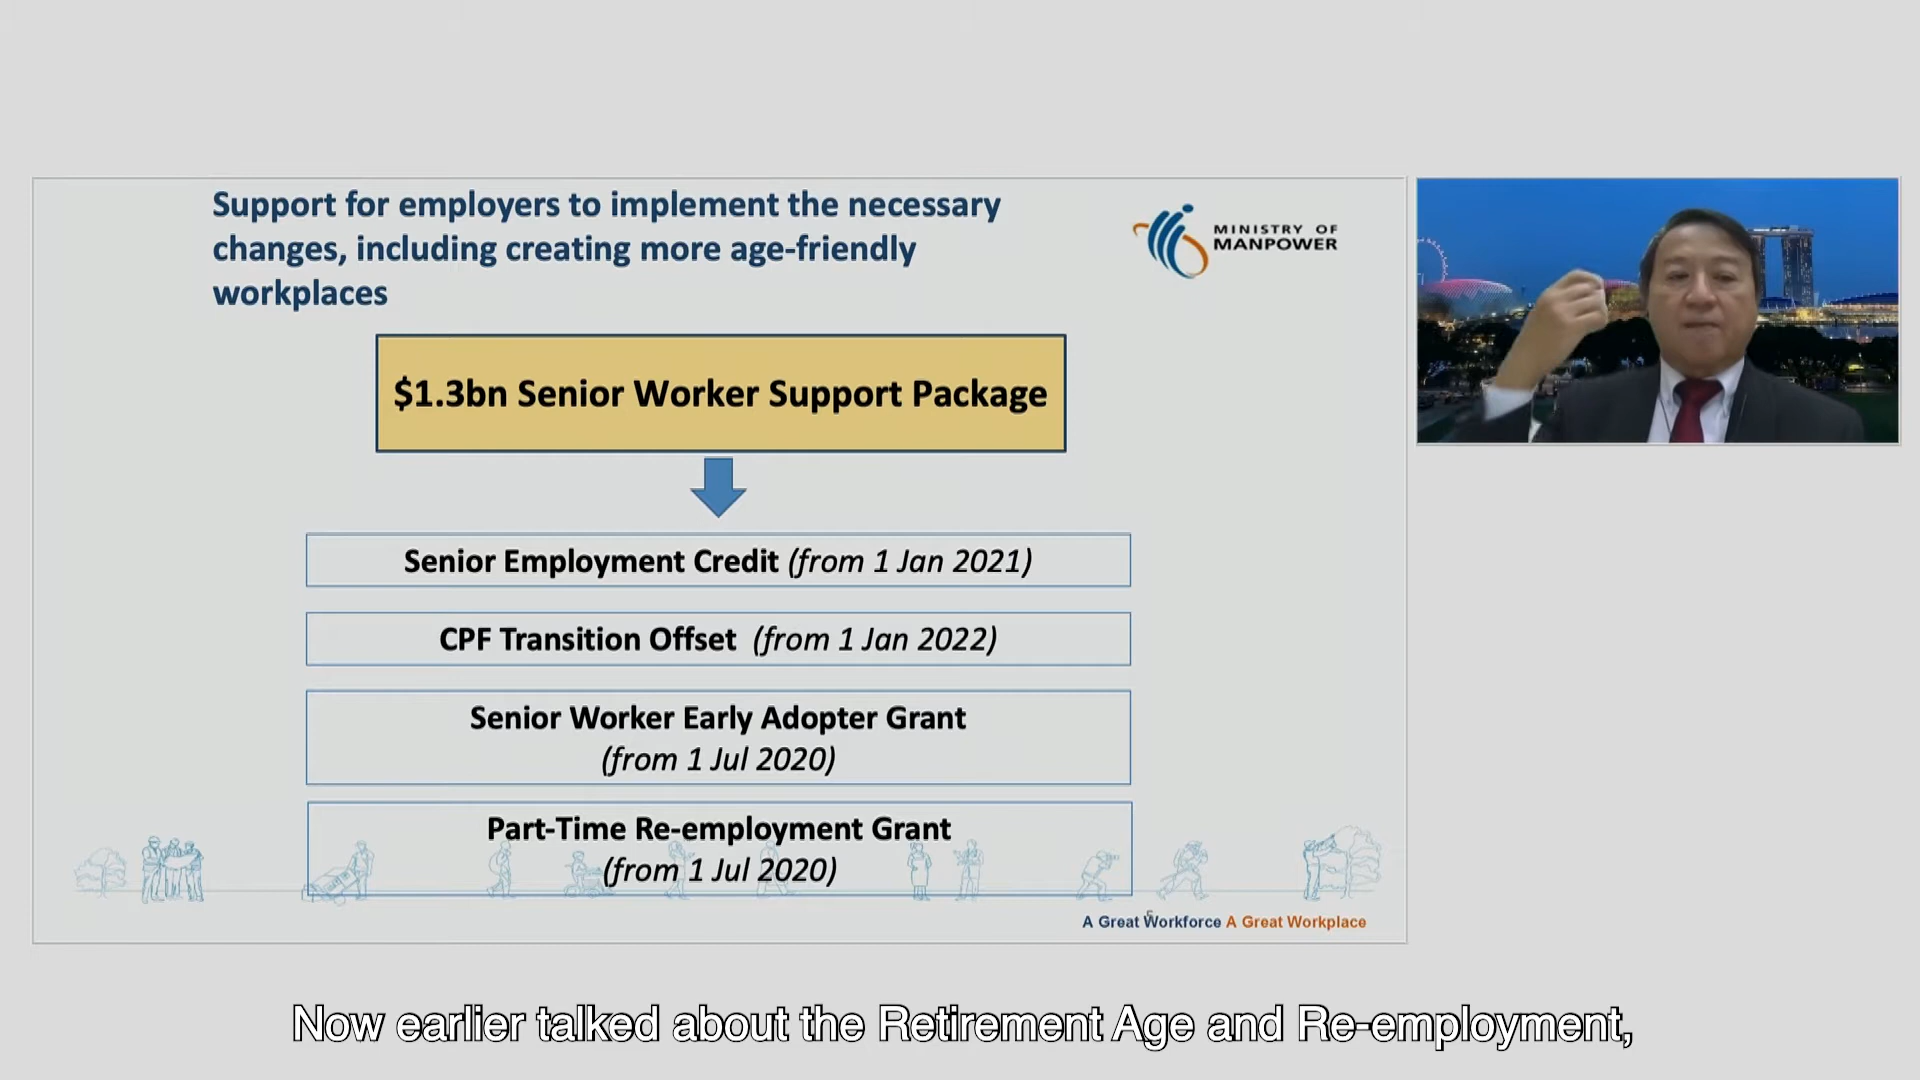 Support for employers to implement the necessary
changes, including creating more age-friendly
workplaces
MINISTRY OF
MANPOWER
$1.3bn Senior Worker Support Package
Senior Employment Credit (from 1 Jan 2021)
CPF Transition Offset (from 1 Jan 2022)
Senior Worker Early Adopter Grant
(from 1 Jul 2020)
Part-Time Re-employment Grant
(from 1 Jul 2020)
A Great Workforce A Great Workplace
Now earlier talked about the Retirement Age and Re-employment,